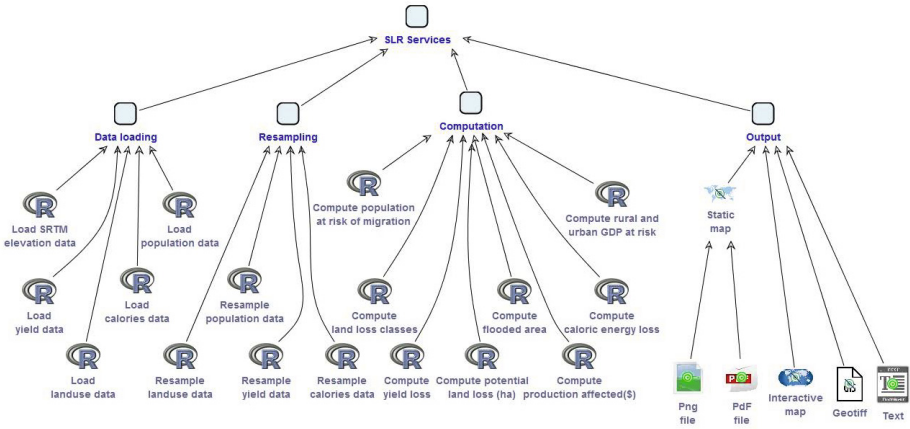 SLR Services
Data loading
Resampling
Computation
Output
R
Load SRTM
elevation data
R
Load
population data
R
Compute population
at risk of migration
R
Compute rural and
urban GDP at risk
Static
map
R
Load
yield data
R
Load
calories data
R
Resample
population data
R
Compute
land loss classes
R
Compute
flooded area
R
Compute
caloric energy loss
R
Load
landuse data
R
Resample
landuse data
R
Resample
yield data
R
Resample
calories data
R
Compute
yield loss
R
Compute potential
land loss (ha)
R
Compute
production affected($)
Png
file
PDF
PdF
file
Interactive
map
Geotiff
TEXT
Text